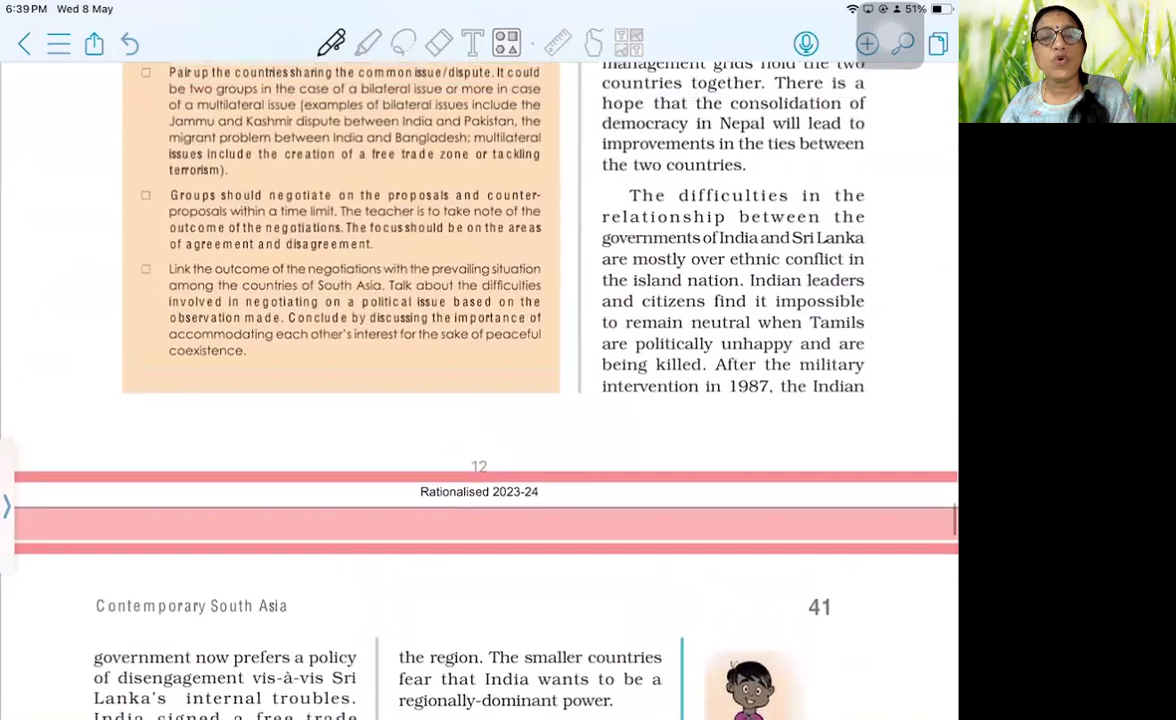 6:39 PM Wed 8 May
51%
Pair up the countries sharing the common issue/dispute. It could
be two groups in the case of a bilateral issue or more in case
of a multilateral issue (examples of bilateral issues include the
Jammu and Kashmir dispute between India and Pakistan, the
migrant problem between India and Bangladesh; multilateral
issues include the creation of a free trade zone or tackling
terrorism).
Groups should negotiate on the proposals and counter-
proposals within a time limit. The teacher is to take note of the
outcome of the negotiations. The focus should be on the areas
of agreement and disagreement.
Link the outcome of the negotiations with the prevailing situation
among the countries of South Asia. Talk about the difficulties
involved in negotiating on a political issue based on the
observation made. Conclude by discussing the importance of
accommodating each other's interest for the sake of peaceful
coexistence.
management grids hold the two
countries together. There is a
hope that the consolidation of
democracy in Nepal will lead to
improvements in the ties between
the two countries.
The difficulties in the
relationship between the
governments of India and Sri Lanka
are mostly over ethnic conflict in
the island nation. Indian leaders
and citizens find it impossible
to remain neutral when Tamils
are politically unhappy and are
being killed. After the military
intervention in 1987, the Indian
12
Rationalised 2023-24
Contemporary South Asia
41
government now prefers a policy
of disengagement vis-à-vis Sri
Lanka's internal troubles.
India signed a free trade
the region. The smaller countries
fear that India wants to be a
regionally-dominant power.